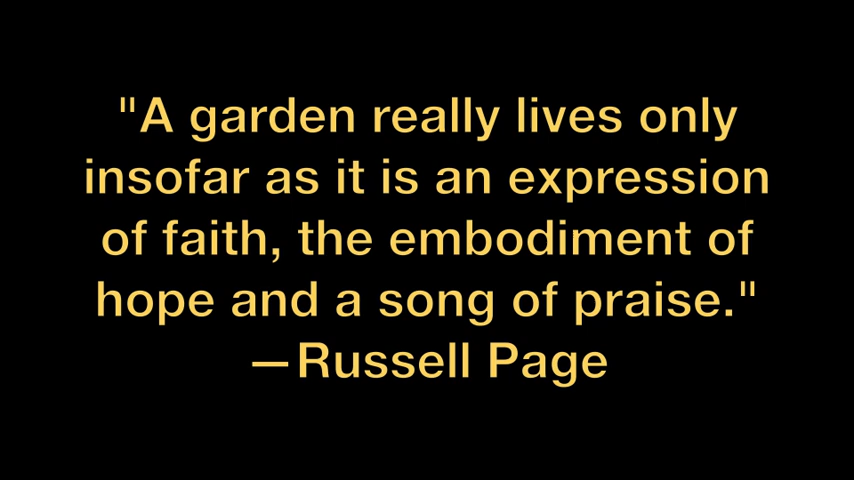 "A garden really lives only
insofar as it is an expression
of faith, the embodiment of
hope and a song of praise."
—Russell Page